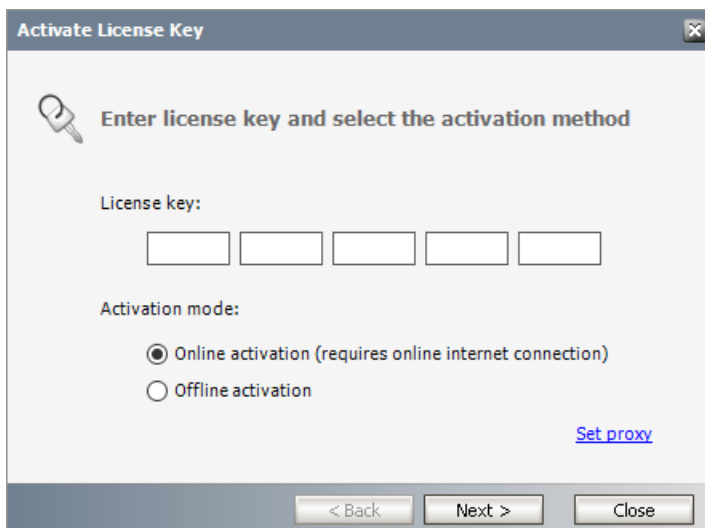 Activate License Key
Enter license key and select the activation method
License key:
Activation mode:
Online activation (requires online internet connection)
Offline activation
Set proxy
< Back Next > Close